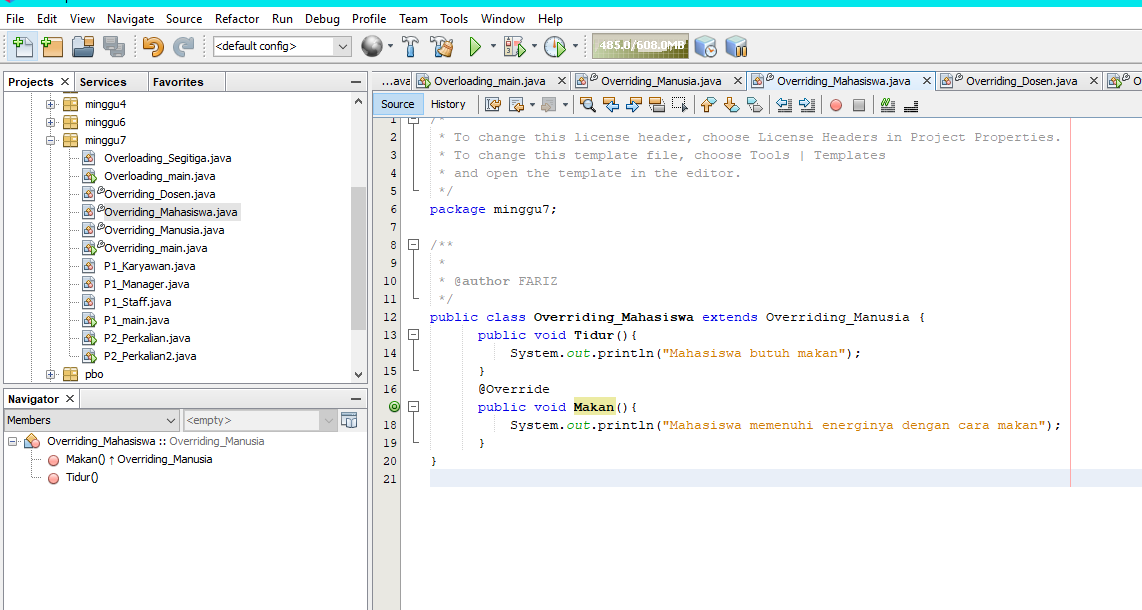 File Edit View Navigate Source Refactor Run Debug Profile Team Tools Window Help
<default config>
485.0/608.0MB
Projects Services Favorites
minggu4
minggu6
minggu7
Overloading_Segitiga.java
Overloading_main.java
Overriding_Dosen.java
Overriding_Mahasiswa.java
Overriding_Manusia.java
Overriding_main.java
P1_Karyawan.java
P1_Manager.java
P1_Staff.java
P1_main.java
P2_Perkalian.java
P2_Perkalian2.java
pbo
Navigator
Members <empty>
Overriding_Mahasiswa :: Overriding_Manusia
Makan() ↑ Overriding_Manusia
Tidur()
...ava Overloading_main.java Overriding_Manusia.java Overriding_Mahasiswa.java Overriding_Dosen.java O
Source History
1 /*
2 * To change this license header, choose License Headers in Project Properties.
3 * To change this template file, choose Tools | Templates
4 * and open the template in the editor.
5 */
6 package minggu7;
7
8 /**
9 *
10 * @author FARIZ
11 */
12 public class Overriding_Mahasiswa extends Overriding_Manusia {
13 public void Tidur(){
14 System.out.println("Mahasiswa butuh makan");
15 }
16 @Override
public void Makan(){
18 System.out.println("Mahasiswa memenuhi energinya dengan cara makan");
19 }
20 }
21